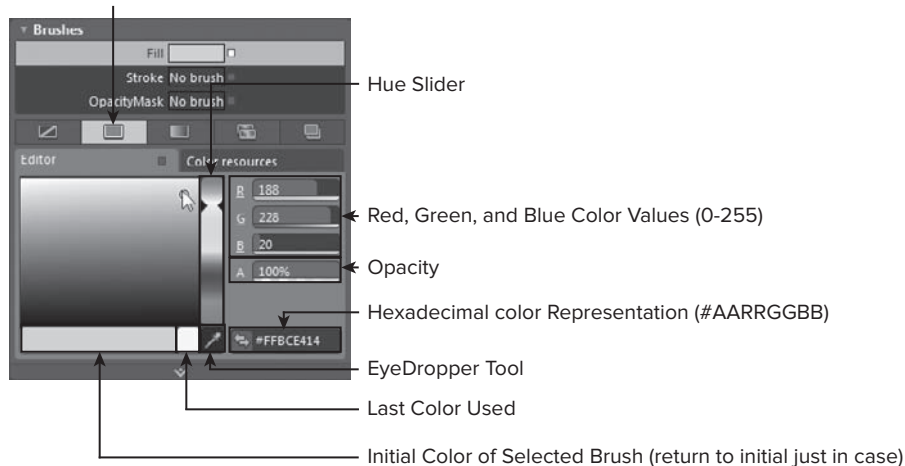 Brushes
Fill
Stroke No brush
OpacityMask No brush
Editor
Color resources
R 188
G 228
B 20
A 100%
#FFBCE414
Hue Slider
Red, Green, and Blue Color Values (0-255)
Opacity
Hexadecimal color Representation (#AARRGGBB)
EyeDropper Tool
Last Color Used
Initial Color of Selected Brush (return to initial just in case)